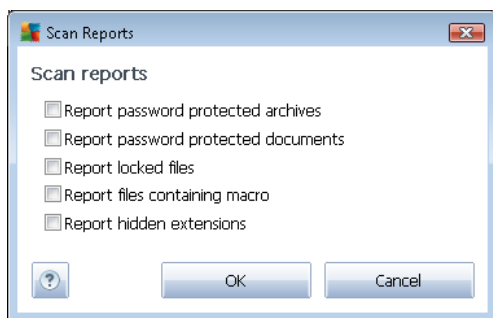 Scan Reports
Scan reports
Report password protected archives
Report password protected documents
Report locked files
Report files containing macro
Report hidden extensions
?
OK
Cancel